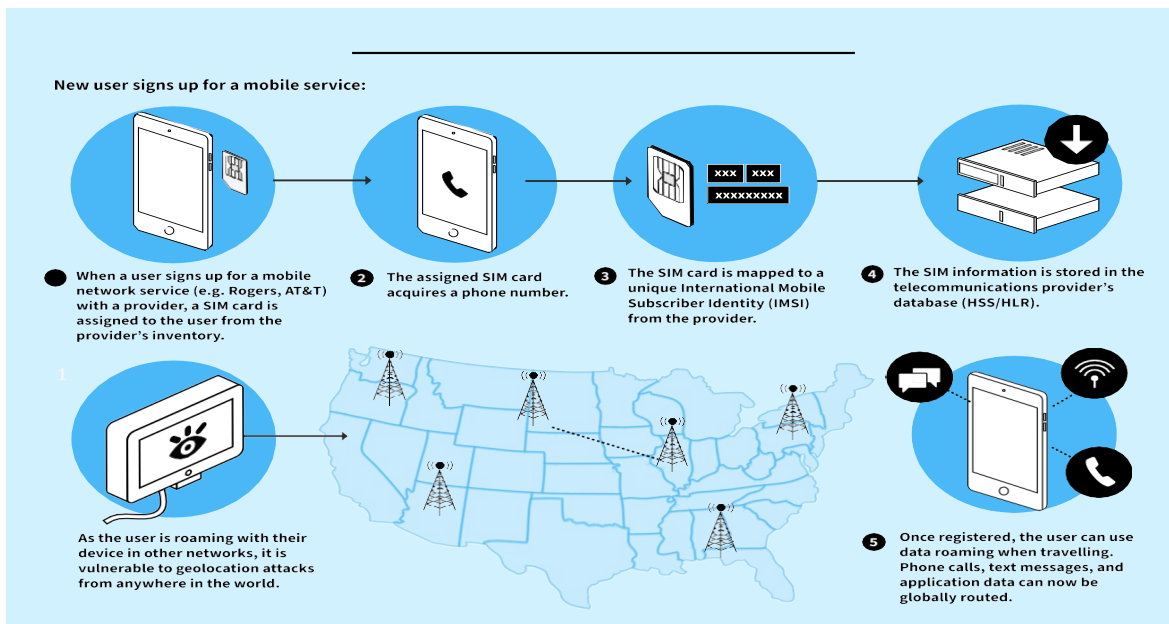 New user signs up for a mobile service:
xxx xxx
xxxxxxxxx
When a user signs up for a mobile
network service (e.g. Rogers, AT&T)
with a provider, a SIM card is
assigned to the user from the
provider's inventory.
2 The assigned SIM card
acquires a phone number.
3 The SIM card is mapped to a
unique International Mobile
Subscriber Identity (IMSI)
from the provider.
4 The SIM information is stored in the
telecommunications provider's
database (HSS/HLR).
1
As the user is roaming with their
device in other networks, it is
vulnerable to geolocation attacks
from anywhere in the world.
5 Once registered, the user can use
data roaming when travelling.
Phone calls, text messages, and
application data can now be
globally routed.